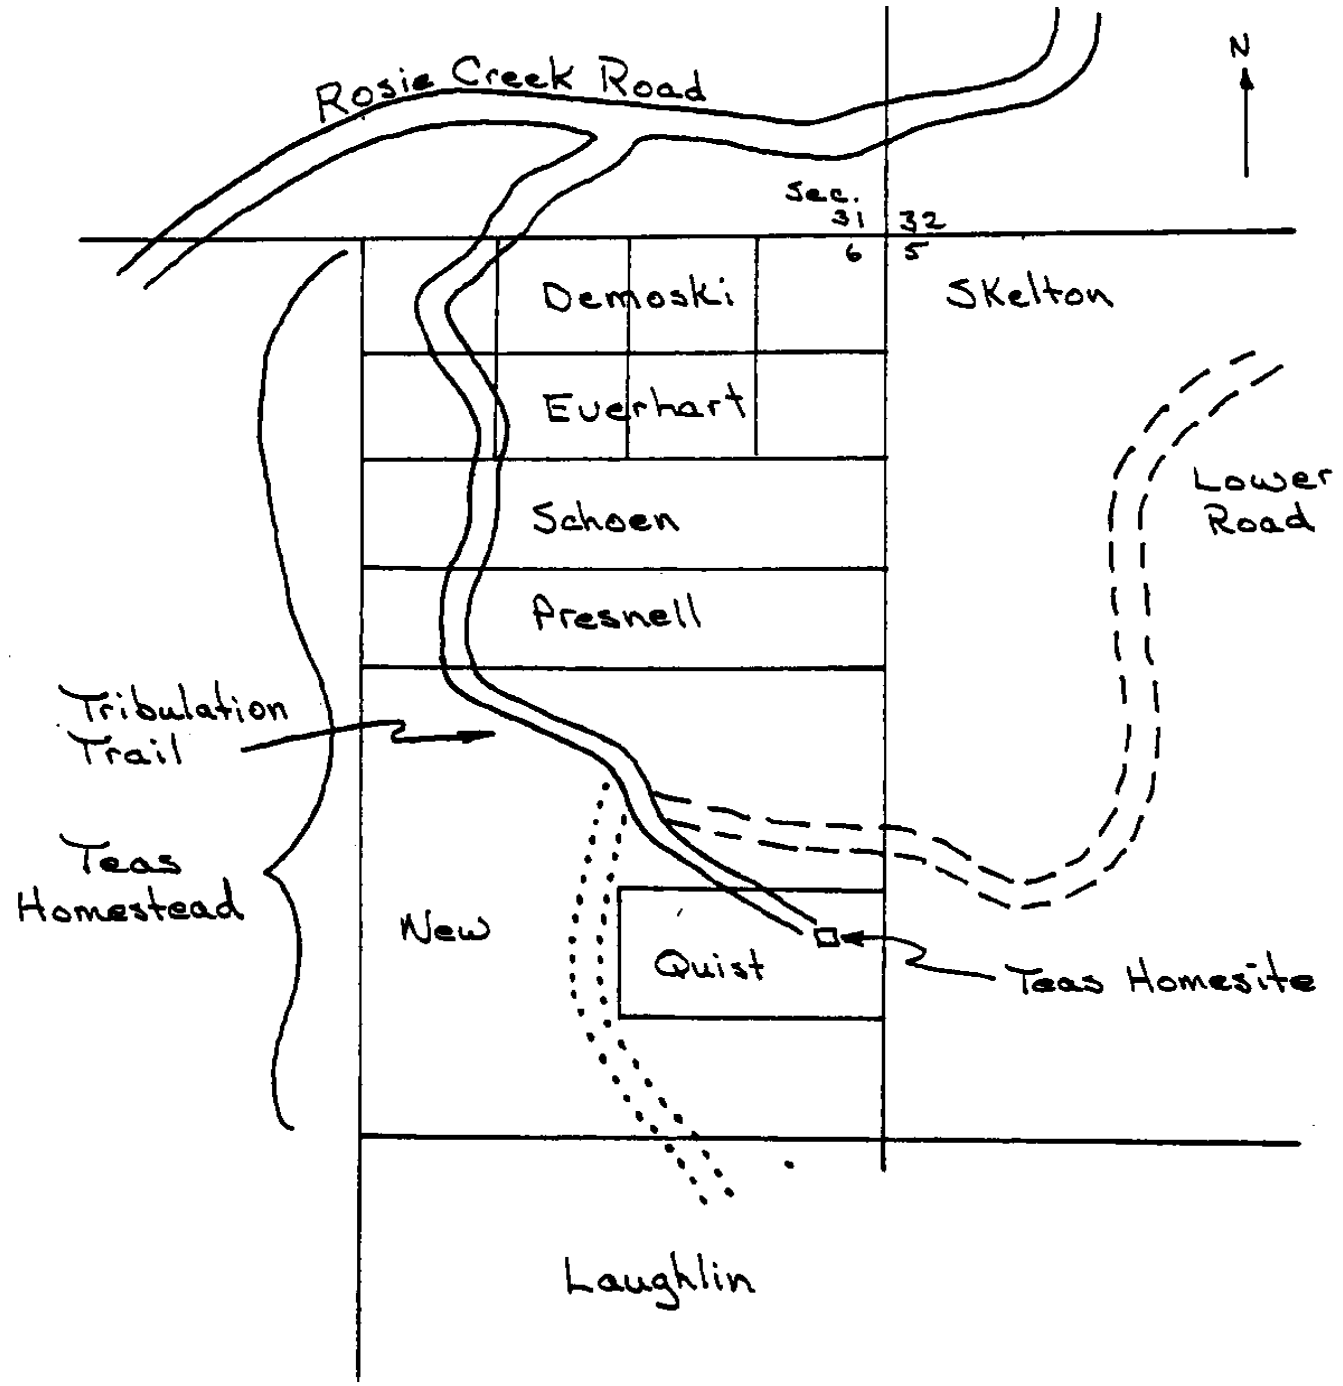 Rosie Creek Road
N
Sec.
31 32
6 5
Demoski
Skelton
Everhart
Lower
Road
Schoen
Presnell
Tribulation
Trail
Teas
Homestead
New
Quist
Teas Homesite
Laughlin